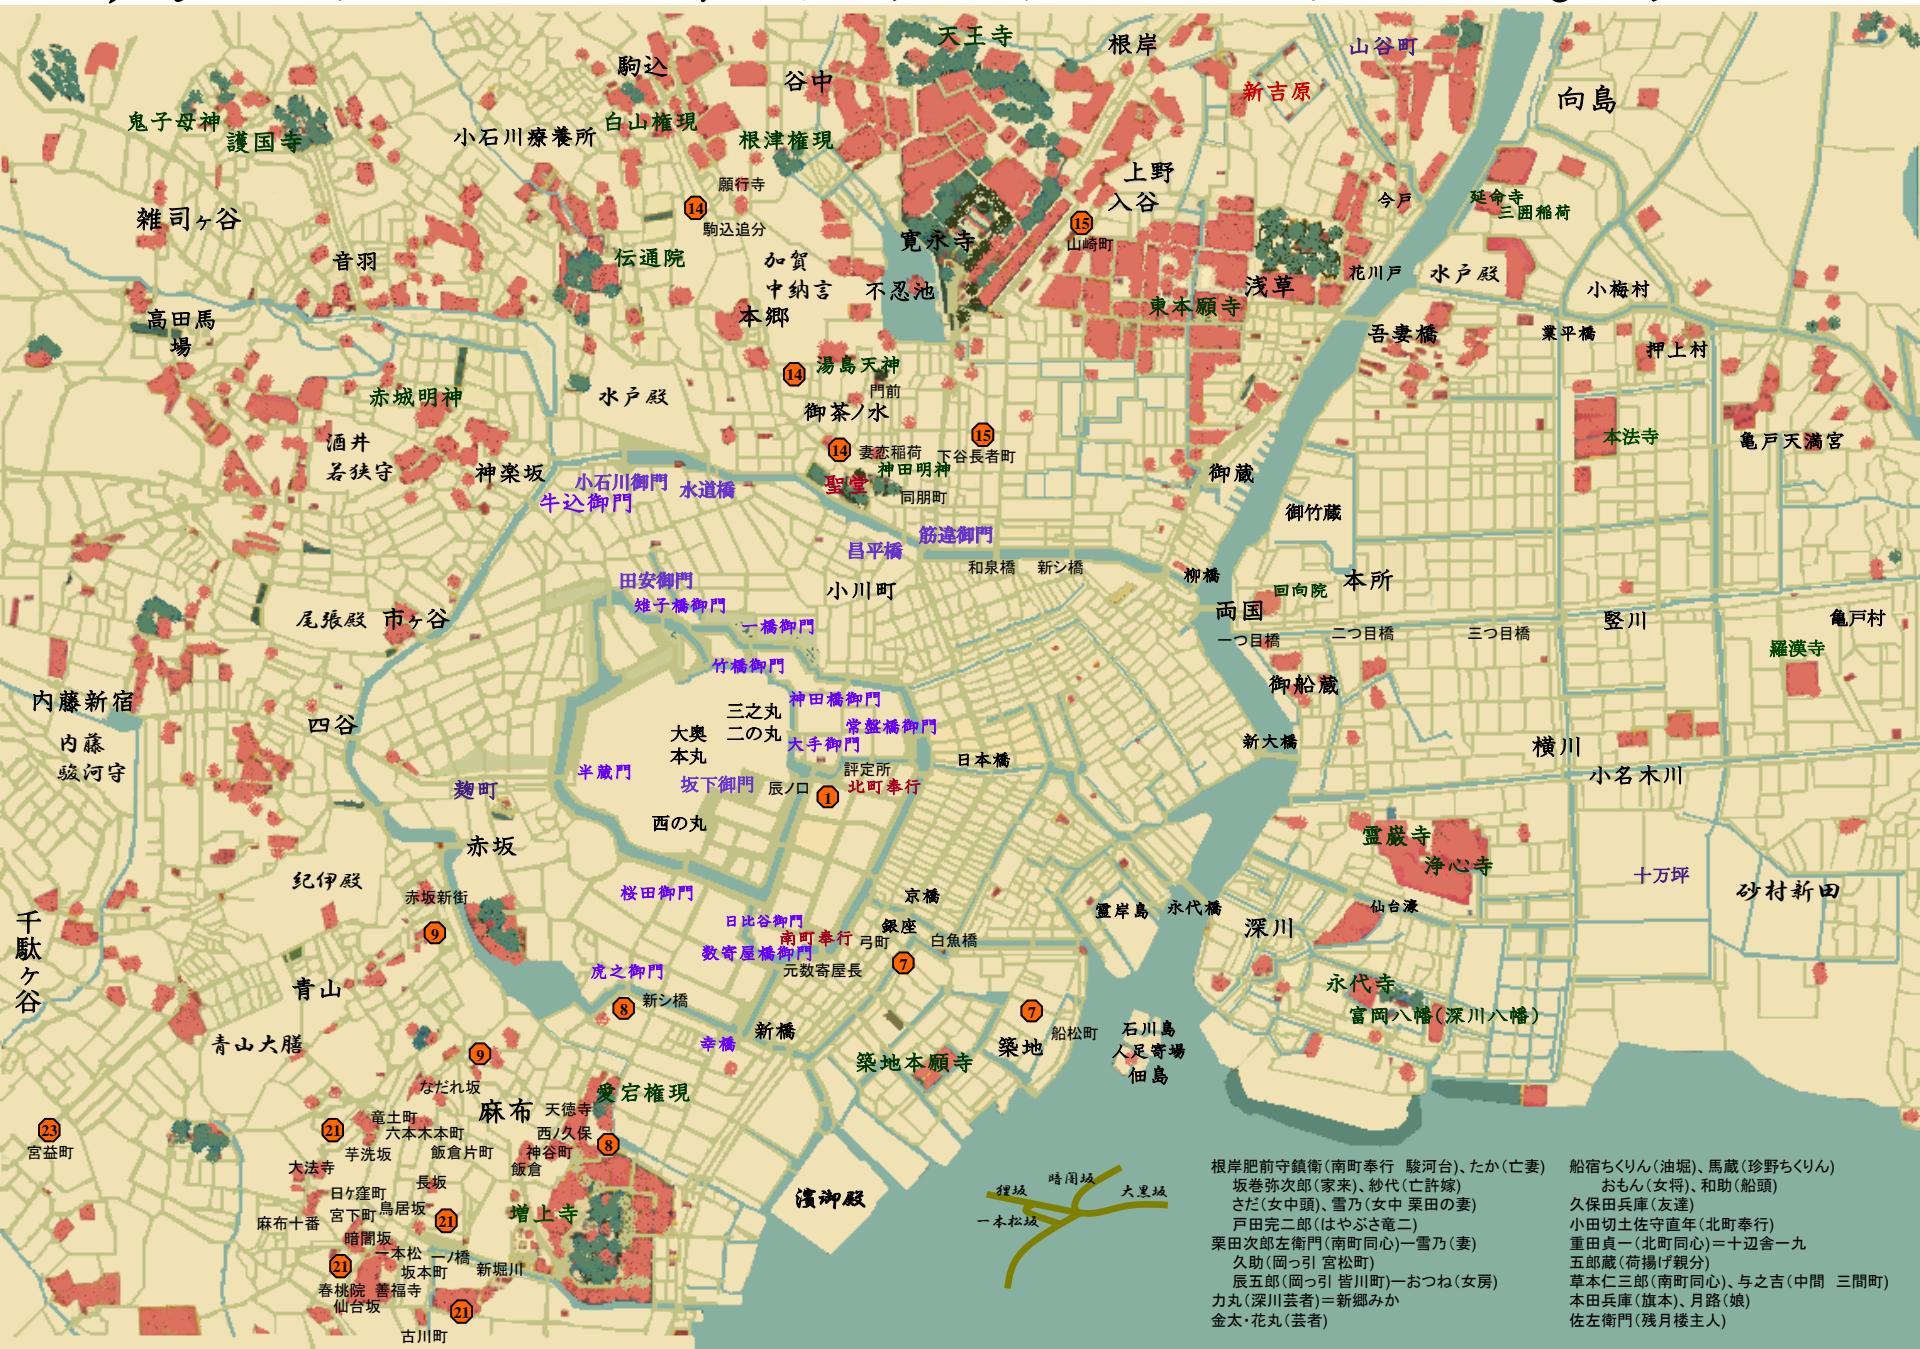 天王寺
根岸
山谷町
駒込
谷中
新吉原
向島
鬼子母神
護国寺
小石川療養所
白山権現
根津権現
上野
入谷
願行寺
14
駒込追分
15
山崎町
今戸
延命寺
三囲稲荷
雑司ヶ谷
音羽
伝通院
加賀
中納言
本郷
寛永寺
不忍池
浅草
花川戸
水戸殿
小梅村
東本願寺
高田馬
場
吾妻橋
業平橋
押上村
14
湯島天神
門前
赤城明神
水戸殿
御茶ノ水
酒井
若狭守
神楽坂
14
妻恋稲荷
15
下谷長者町
神田明神
聖堂
同朋町
本法寺
亀戸天満宮
小石川御門
水道橋
牛込御門
御蔵
御竹蔵
昌平橋
筋違御門
和泉橋
新シ橋
柳橋
田安御門
雉子橋御門
小川町
両国
回向院
本所
一橋御門
竹橋御門
一つ目橋
二つ目橋
三つ目橋
竪川
亀戸村
羅漢寺
尾張殿
市ヶ谷
内藤新宿
内藤
駿河守
四谷
神田橋御門
常盤橋御門
三之丸
二の丸
大奥
本丸
大手御門
御船蔵
新大橋
横川
小名木川
日本橋
評定所
北町奉行
半蔵門
坂下御門
辰ノ口
1
麹町
西の丸
赤坂
霊巌寺
浄心寺
十万坪
砂村新田
紀伊殿
赤坂新街
9
桜田御門
日比谷御門
南町奉行
数寄屋橋御門
元数寄屋長
京橋
銀座
弓町
白魚橋
7
霊岸島
永代橋
深川
仙台濠
千駄ヶ谷
青山
虎之御門
8
新シ橋
永代寺
富岡八幡(深川八幡)
青山大膳
9
幸橋
新橋
築地
7
船松町
石川島
人足寄場
佃島
築地本願寺
なだれ坂
愛宕権現
麻布
天徳寺
23
宮益町
21
竜土町
六本木本町
芋洗坂
飯倉片町
西ノ久保
神谷町
飯倉
8
大法寺
長坂
日ケ窪町
鳥居坂
宮下町
麻布十番
21
増上寺
濱御殿
暗闇坂
一本松
一ノ橋
坂本町
新堀川
21
春桃院
善福寺
仙台坂
21
古川町
狸坂
暗闇坂
大黒坂
一本松坂
根岸肥前守鎮衛(南町奉行　駿河台)、たか(亡妻)
坂巻弥次郎(家来)、紗代(亡許嫁)
さだ(女中頭)、雪乃(女中 栗田の妻)
戸田完二郎(はやぶさ竜二)
栗田次郎左衛門(南町同心)ー雪乃(妻)
久助(岡っ引 宮松町)
辰五郎(岡っ引 皆川町)ーおつね(女房)
力丸(深川芸者)＝新郷みか
金太・花丸(芸者)
船宿ちくりん(油堀)、馬蔵(珍野ちくりん)
おもん(女将)、和助(船頭)
久保田兵庫(友達)
小田切土佐守直年(北町奉行)
重田貞一(北町同心)＝十辺舎一九
五郎蔵(荷揚げ親分)
草本仁三郎(南町同心)、与之吉(中間　三間町)
本田兵庫(旗本)、月路(娘)
佐左衛門(残月楼主人)